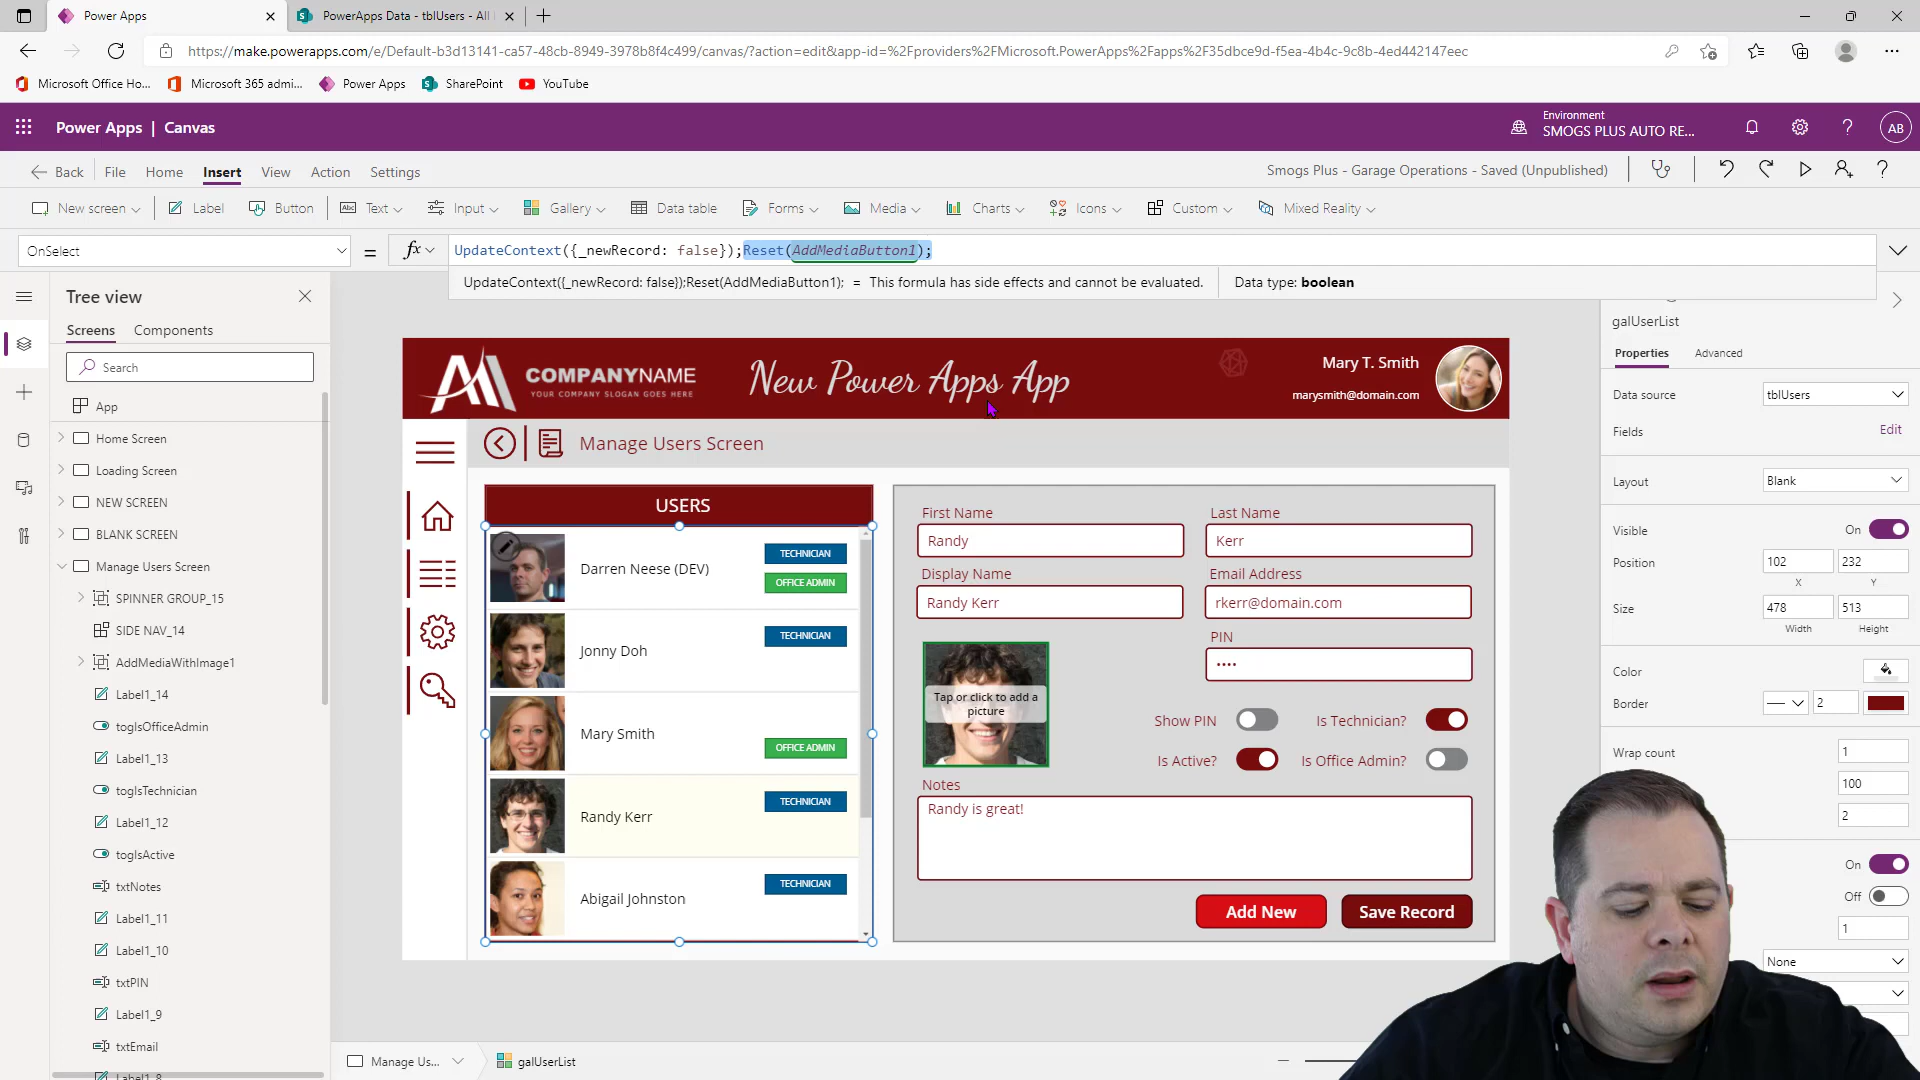 Power Apps
PowerApps Data - tblUsers - All
https://make.powerapps.com/e/Default-b3d13141-ca57-48cb-8949-3978b8f4c499/canvas/?action=edit&app-id=%2Fproviders%2FMicrosoft.PowerApps%2Fapps%2F35dbce9d-f5ea-4b4c-9c8b-4ed442147eec
Microsoft Office Ho...
Microsoft 365 admi...
Power Apps
SharePoint
YouTube
Power Apps | Canvas
Environment
SMOGS PLUS AUTO RE...
AB
Back
File
Home
Insert
View
Action
Settings
Smogs Plus - Garage Operations - Saved (Unpublished)
New screen
Label
Button
Text
Input
Gallery
Data table
Forms
Media
Charts
Icons
Custom
Mixed Reality
OnSelect
=
fx
UpdateContext({_newRecord: false});Reset(AddMediaButton1);
UpdateContext({_newRecord: false});Reset(AddMediaButton1); = This formula has side effects and cannot be evaluated.
Data type: boolean
Tree view
Screens
Components
Search
App
Home Screen
Loading Screen
NEW SCREEN
BLANK SCREEN
Manage Users Screen
SPINNER GROUP_15
SIDE NAV_14
AddMediaWithImage1
Label1_14
togIsOfficeAdmin
Label1_13
togIsTechnician
Label1_12
togIsActive
txtNotes
Label1_11
Label1_10
txtPIN
Label1_9
txtEmail
Label1_8
COMPANYNAME
YOUR COMPANY SLOGAN GOES HERE
New Power Apps App
Mary T. Smith
marysmith@domain.com
Manage Users Screen
USERS
Darren Neese (DEV)
TECHNICIAN
OFFICE ADMIN
Jonny Doh
TECHNICIAN
Mary Smith
OFFICE ADMIN
Randy Kerr
TECHNICIAN
Abigail Johnston
TECHNICIAN
First Name
Randy
Last Name
Kerr
Display Name
Randy Kerr
Email Address
rkerr@domain.com
Tap or click to add a
picture
PIN
••••
Show PIN
Is Technician?
Is Active?
Is Office Admin?
Notes
Randy is great!
Add New
Save Record
Manage Us...
galUserList
galUserList
Properties
Advanced
Data source
tblUsers
Fields
Edit
Layout
Blank
Visible
On
Position
102
232
X
Y
Size
478
513
Width
Height
Color
Border
2
Wrap count
1
100
2
On
Off
1
None